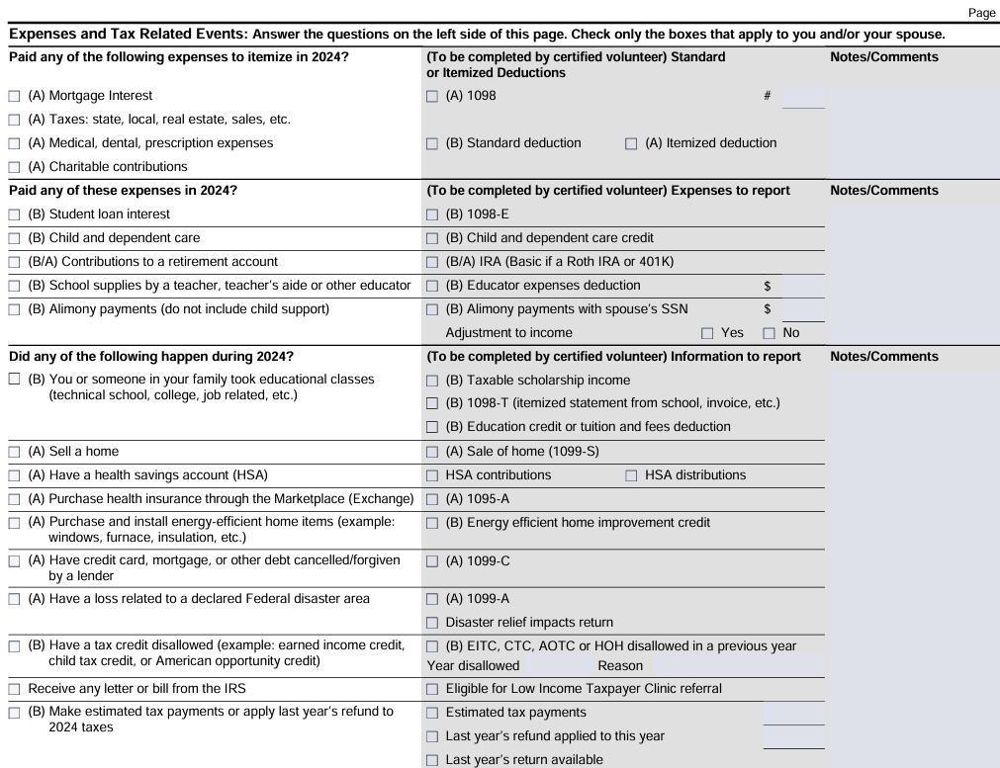 Page
Expenses and Tax Related Events: Answer the questions on the left side of this page. Check only the boxes that apply to you and/or your spouse.
Paid any of the following expenses to itemize in 2024?
(To be completed by certified volunteer) Standard
or Itemized Deductions
Notes/Comments
(A) Mortgage Interest
(A) 1098
#
(A) Taxes: state, local, real estate, sales, etc.
(A) Medical, dental, prescription expenses
(B) Standard deduction
(A) Itemized deduction
(A) Charitable contributions
Paid any of these expenses in 2024?
(To be completed by certified volunteer) Expenses to report
Notes/Comments
(B) Student loan interest
(B) 1098-E
(B) Child and dependent care
(B) Child and dependent care credit
(B/A) Contributions to a retirement account
(B/A) IRA (Basic if a Roth IRA or 401K)
(B) School supplies by a teacher, teacher's aide or other educator
(B) Educator expenses deduction
$
(B) Alimony payments (do not include child support)
(B) Alimony payments with spouse's SSN
$
Adjustment to income
Yes
No
Did any of the following happen during 2024?
(To be completed by certified volunteer) Information to report
Notes/Comments
(B) You or someone in your family took educational classes
(technical school, college, job related, etc.)
(B) Taxable scholarship income
(B) 1098-T (itemized statement from school, invoice, etc.)
(B) Education credit or tuition and fees deduction
(A) Sell a home
(A) Sale of home (1099-S)
(A) Have a health savings account (HSA)
HSA contributions
HSA distributions
(A) Purchase health insurance through the Marketplace (Exchange)
(A) 1095-A
(A) Purchase and install energy-efficient home items (example:
windows, furnace, insulation, etc.)
(B) Energy efficient home improvement credit
(A) Have credit card, mortgage, or other debt cancelled/forgiven
by a lender
(A) 1099-C
(A) Have a loss related to a declared Federal disaster area
(A) 1099-A
Disaster relief impacts return
(B) Have a tax credit disallowed (example: earned income credit,
child tax credit, or American opportunity credit)
(B) EITC, CTC, AOTC or HOH disallowed in a previous year
Year disallowed
Reason
Receive any letter or bill from the IRS
Eligible for Low Income Taxpayer Clinic referral
(B) Make estimated tax payments or apply last year's refund to
2024 taxes
Estimated tax payments
Last year's refund applied to this year
Last year's return available